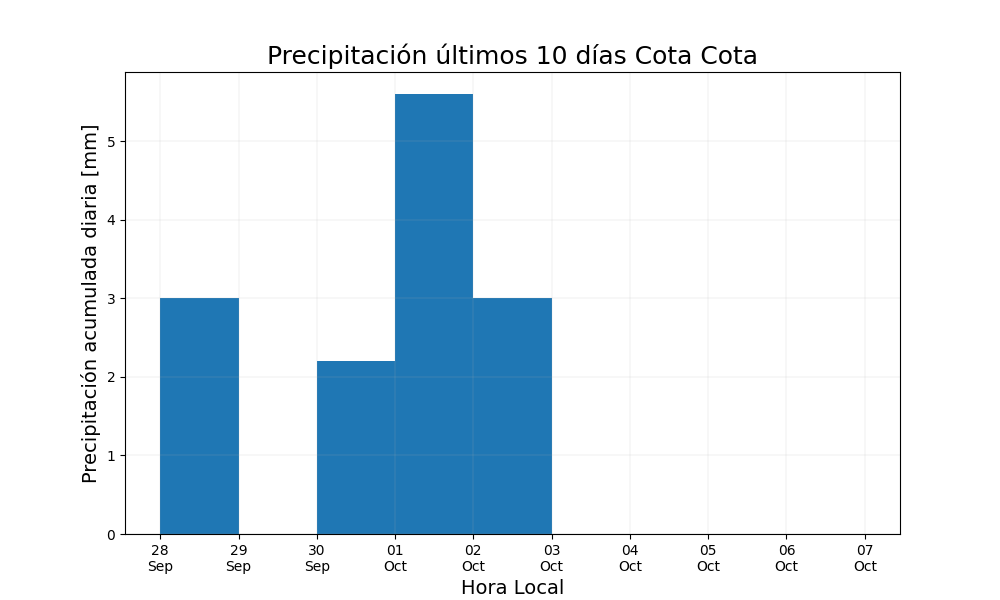 Precipitación últimos 10 días Cota Cota
Precipitación acumulada diaria [mm]
5
4
3
2
1
0
28 29 30 01 02 03 04 05 06 07
Sep Sep Sep Oct Oct Oct Oct Oct Oct Oct
Hora Local